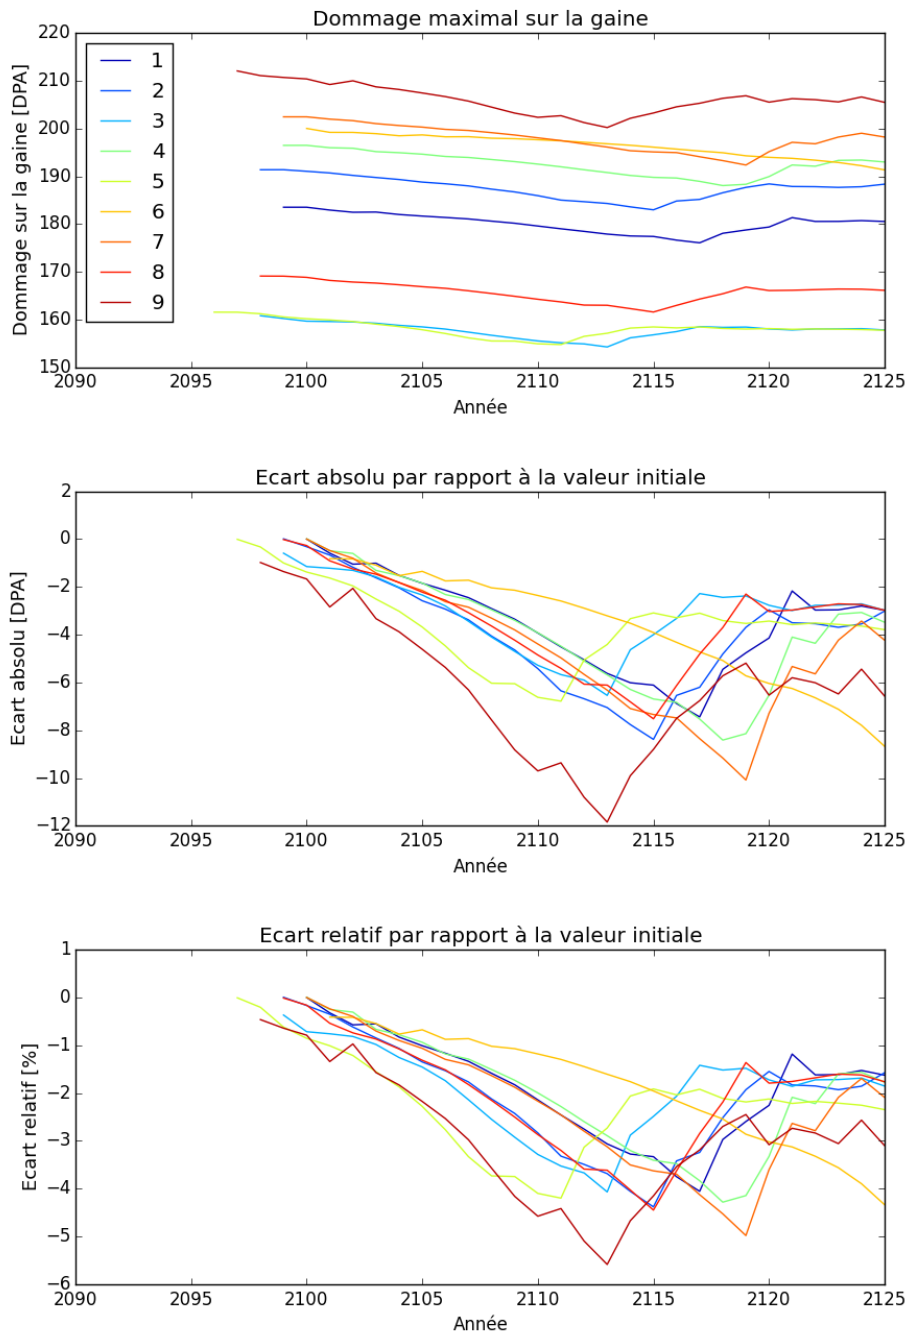 Dommage maximal sur la gaine
220
210
200
190
180
170
160
150
Dommage sur la gaine [DPA]
1
2
3
4
5
6
7
8
9
2090 2095 2100 2105 2110 2115 2120 2125
Année
Ecart absolu par rapport à la valeur initiale
2
0
−2
−4
−6
−8
−10
−12
Ecart absolu [DPA]
2090 2095 2100 2105 2110 2115 2120 2125
Année
Ecart relatif par rapport à la valeur initiale
1
0
−1
−2
−3
−4
−5
−6
Ecart relatif [%]
2090 2095 2100 2105 2110 2115 2120 2125
Année